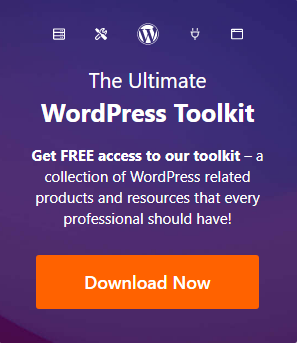 The Ultimate
WordPress Toolkit
Get FREE access to our toolkit – a
collection of WordPress related
products and resources that every
professional should have!
Download Now